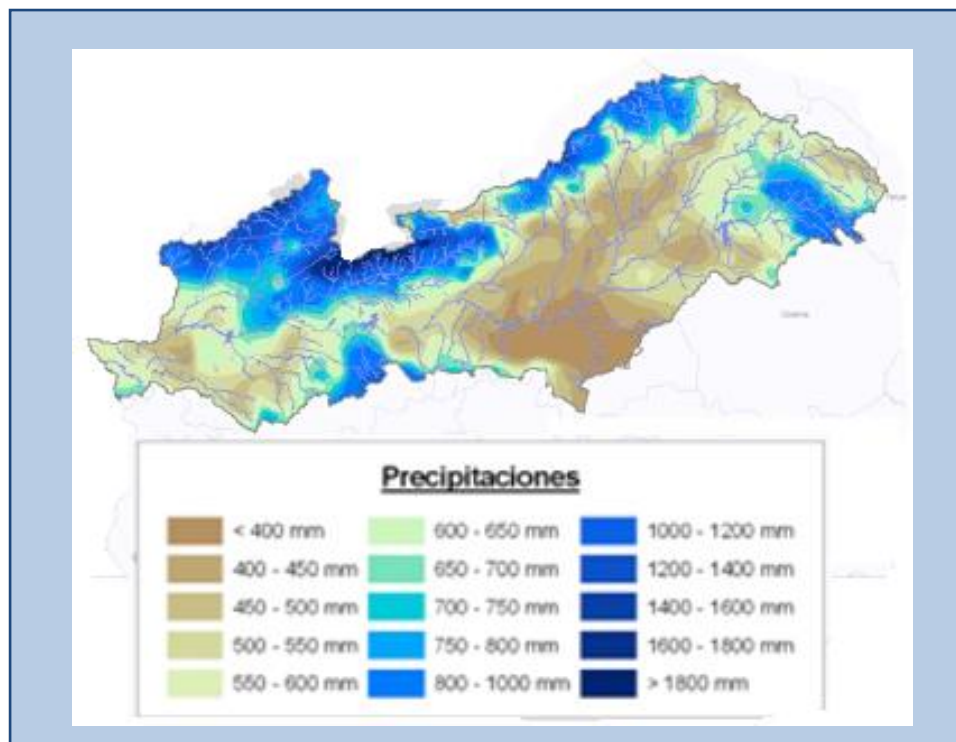 Precipitaciones
< 400 mm
400 - 450 mm
450 - 500 mm
500 - 550 mm
550 - 600 mm
600 - 650 mm
650 - 700 mm
700 - 750 mm
750 - 800 mm
800 - 1000 mm
1000 - 1200 mm
1200 - 1400 mm
1400 - 1600 mm
1600 - 1800 mm
> 1800 mm